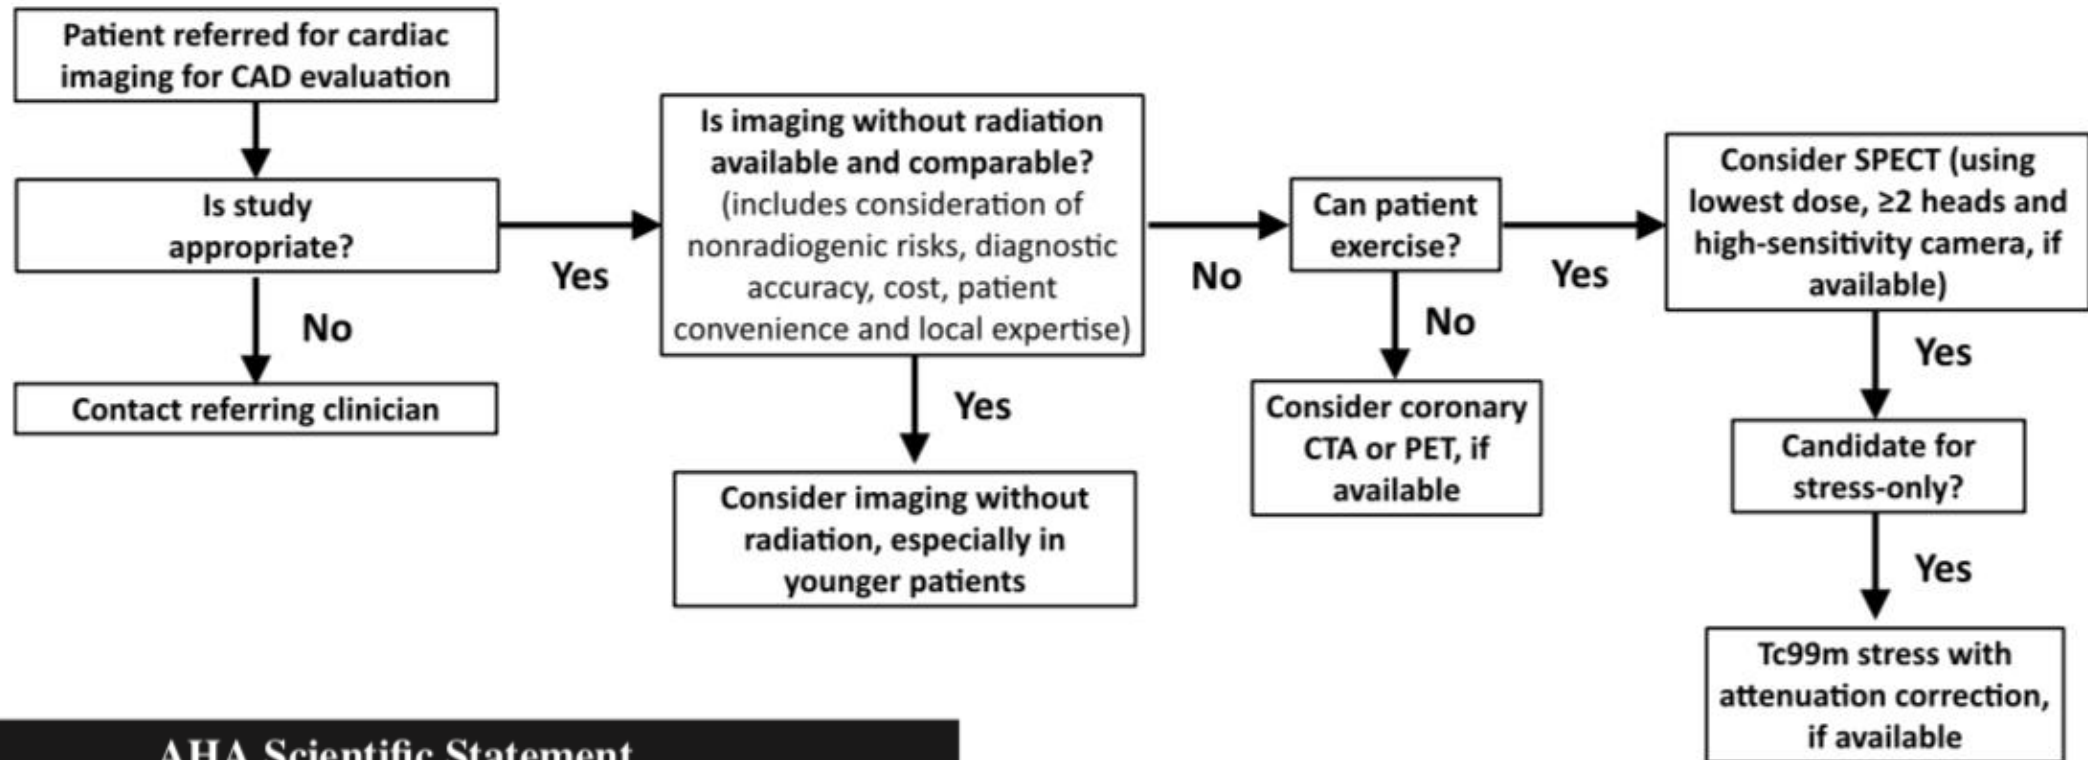 Patient referred for cardiac
imaging for CAD evaluation
Is study
appropriate?
Yes
No
Contact referring clinician
Is imaging without radiation
available and comparable?
(includes consideration of
nonradiogenic risks, diagnostic
accuracy, cost, patient
convenience and local expertise)
No
Yes
Consider imaging without
radiation, especially in
younger patients
Can patient
exercise?
Yes
No
Consider coronary
CTA or PET, if
available
Consider SPECT (using
lowest dose, ≥2 heads and
high-sensitivity camera, if
available)
Yes
Candidate for
stress-only?
Yes
Tc99m stress with
attenuation correction,
if available
AHA Scientific Statement